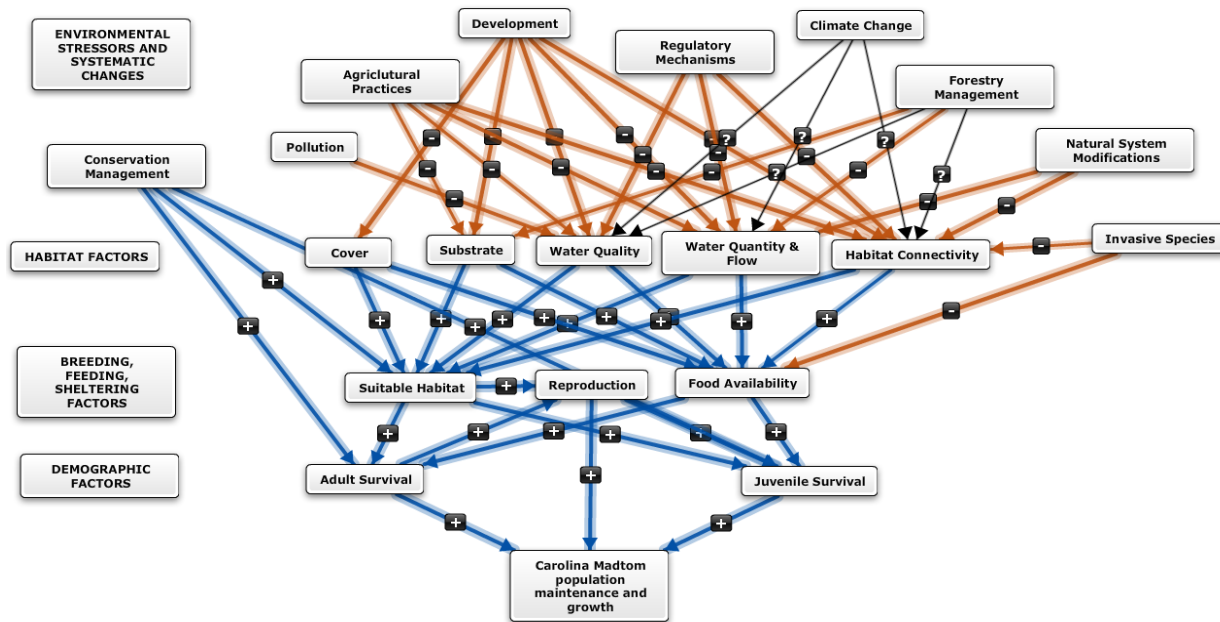 Development
Climate Change
ENVIRONMENTAL
STRESSORS AND
SYSTEMATIC
CHANGES
Regulatory
Mechanisms
Agriclutural
Practices
Forestry
Management
Pollution
Natural System
Modifications
Conservation
Management
- - - - - ? ? - ?
- - - - - - - ? - ?
- - -
HABITAT FACTORS
Cover
Substrate
Water Quality
Water Quantity &
Flow
Habitat Connectivity
Invasive Species
-
+
-
+ + + + + + + + + + + +
BREEDING,
FEEDING,
SHELTERING
FACTORS
Suitable Habitat
+
Reproduction
Food Availability
+ + + + + +
DEMOGRAPHIC
FACTORS
Adult Survival
+
Juvenile Survival
+ +
Carolina Madtom
population
maintenance and
growth